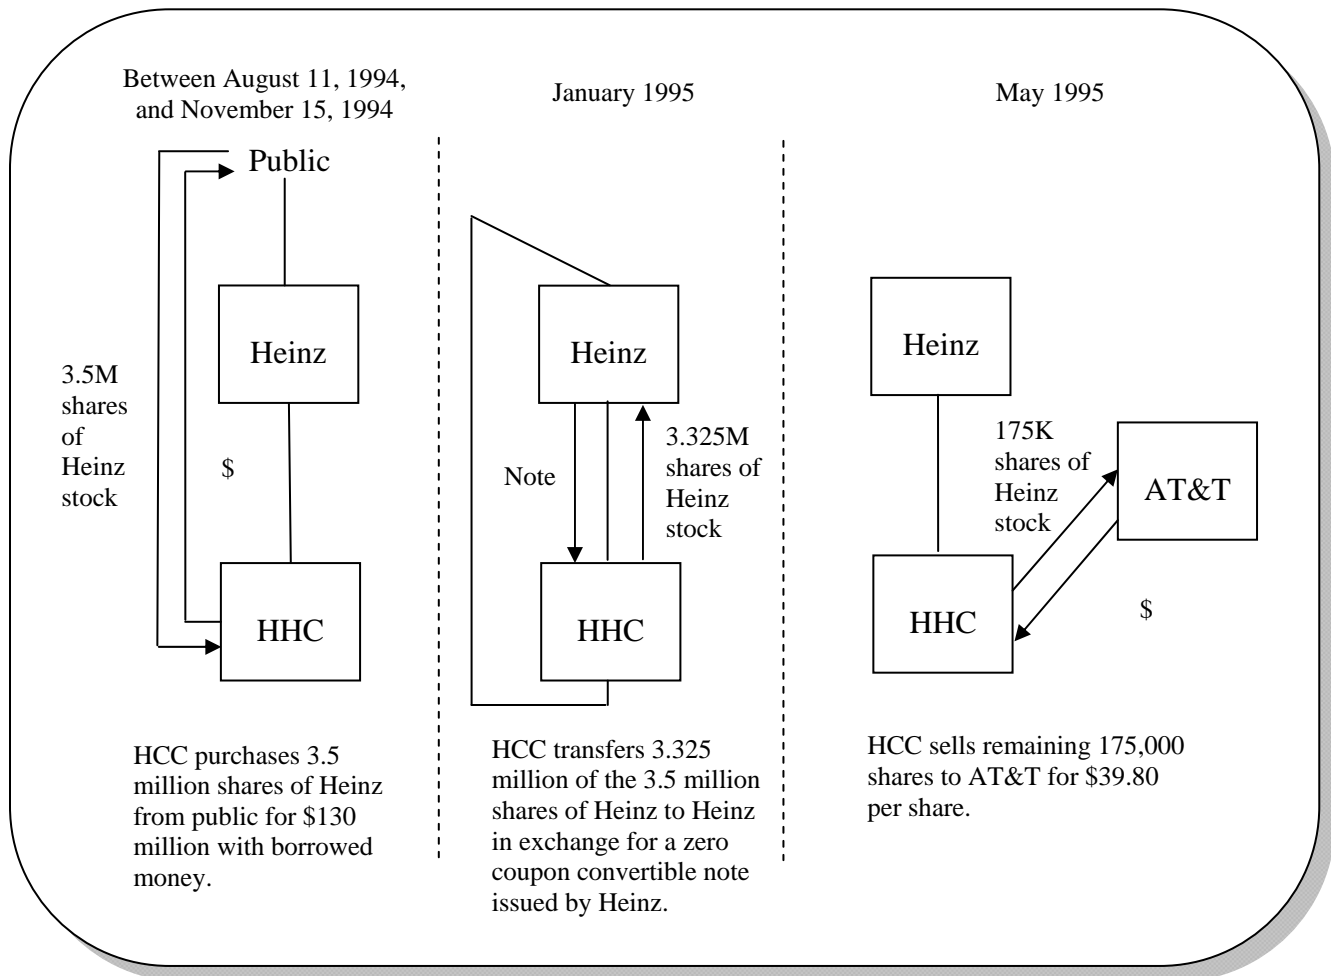 Between August 11, 1994,
and November 15, 1994
Public
Heinz
3.5M
shares
of
Heinz
stock
$
HHC
HCC purchases 3.5
million shares of Heinz
from public for $130
million with borrowed
money.
January 1995
Heinz
Note
3.325M
shares of
Heinz
stock
HHC
HCC transfers 3.325
million of the 3.5 million
shares of Heinz to Heinz
in exchange for a zero
coupon convertible note
issued by Heinz.
May 1995
Heinz
175K
shares of
Heinz
stock
AT&T
HHC
$
HCC sells remaining 175,000
shares to AT&T for $39.80
per share.